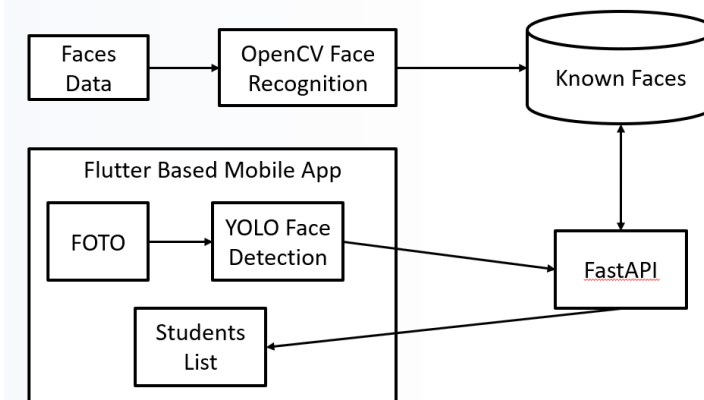 Faces
Data
OpenCV Face
Recognition
Known Faces
Flutter Based Mobile App
FOTO
YOLO Face
Detection
FastAPI
Students
List